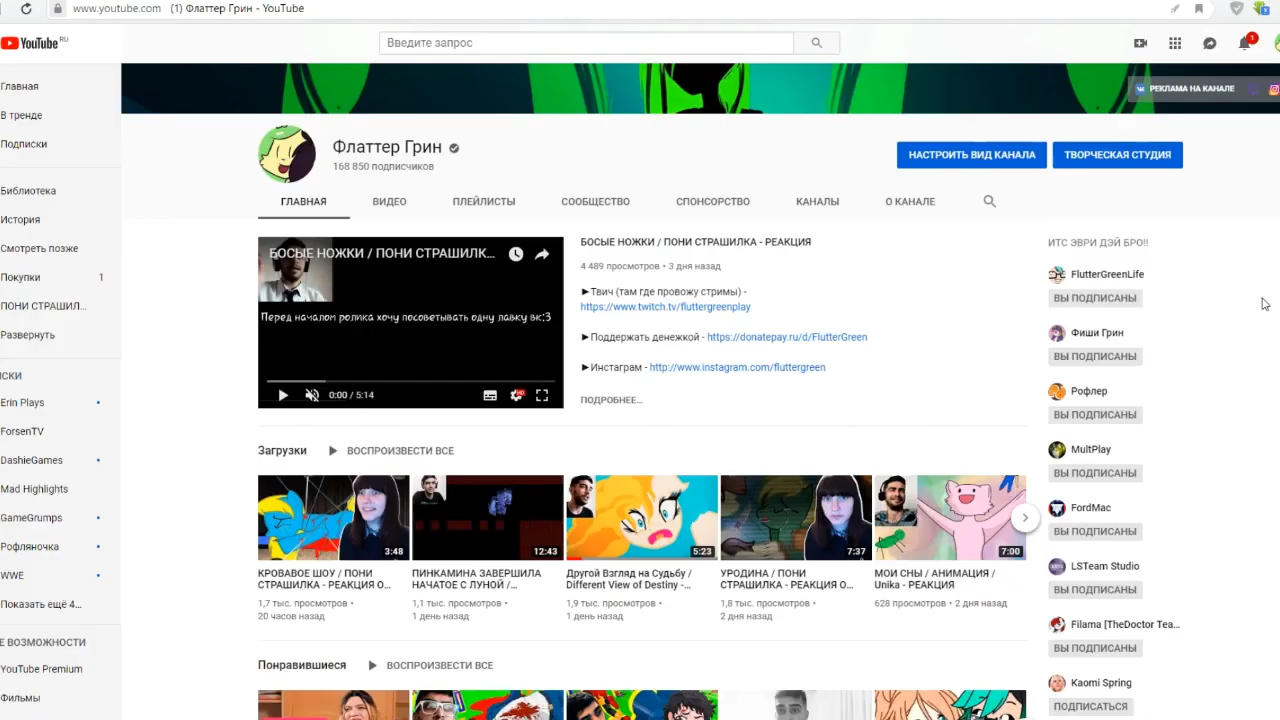 www.youtube.com (1) Флаттер Грин - YouTube
YouTube RU
Введите запрос
1
Главная
В тренде
Подписки
Библиотека
История
Смотреть позже
Покупки 1
ПОНИ СТРАШИЛ...
Развернуть
СКИ
Erin Plays
ForsenTV
DashieGames
Mad Highlights
GameGrumps
Рофляночка
WWE
Показать ещё 4...
Е ВОЗМОЖНОСТИ
YouTube Premium
Фильмы
РЕКЛАМА НА КАНАЛЕ
Флаттер Грин
168 850 подписчиков
НАСТРОИТЬ ВИД КАНАЛА
ТВОРЧЕСКАЯ СТУДИЯ
ГЛАВНАЯ ВИДЕО ПЛЕЙЛИСТЫ СООБЩЕСТВО СПОНСОРСТВО КАНАЛЫ О КАНАЛЕ
БОСЫЕ НОЖКИ / ПОНИ СТРАШИЛК...
Перед началом ролика хочу посоветывать одну лавку вк:3
0:00 / 5:14
HD
БОСЫЕ НОЖКИ / ПОНИ СТРАШИЛКА - РЕАКЦИЯ
4 489 просмотров • 3 дня назад
►Твич (там где провожу стримы) -
https://www.twitch.tv/fluttergreenplay
►Поддержать денежкой - https://donatepay.ru/d/FlutterGreen
►Инстаграм - http://www.instagram.com/fluttergreen
ПОДРОБНЕЕ...
Загрузки ВОСПРОИЗВЕСТИ ВСЕ
3:48
КРОВАВОЕ ШОУ / ПОНИ
СТРАШИЛКА - РЕАКЦИЯ О...
1,7 тыс. просмотров •
20 часов назад
12:43
ПИНКАМИНА ЗАВЕРШИЛА
НАЧАТОЕ С ЛУНОЙ /...
1,1 тыс. просмотров •
1 день назад
5:23
Другой Взгляд на Судьбу /
Different View of Destiny -...
1,9 тыс. просмотров •
1 день назад
7:37
УРОДИНА / ПОНИ
СТРАШИЛКА - РЕАКЦИЯ О...
1,8 тыс. просмотров •
2 дня назад
7:00
МОИ СНЫ / АНИМАЦИЯ /
Unika - РЕАКЦИЯ
628 просмотров • 2 дня назад
Понравившиеся ВОСПРОИЗВЕСТИ ВСЕ
ИТС ЭВРИ ДЭЙ БРО!!
FlutterGreenLife
ВЫ ПОДПИСАНЫ
Фиши Грин
ВЫ ПОДПИСАНЫ
Рофлер
ВЫ ПОДПИСАНЫ
MultPlay
ВЫ ПОДПИСАНЫ
FordMac
ВЫ ПОДПИСАНЫ
LSTeam Studio
ВЫ ПОДПИСАНЫ
Filama [TheDoctor Tea...
ВЫ ПОДПИСАНЫ
Kaomi Spring
ПОДПИСАТЬСЯ